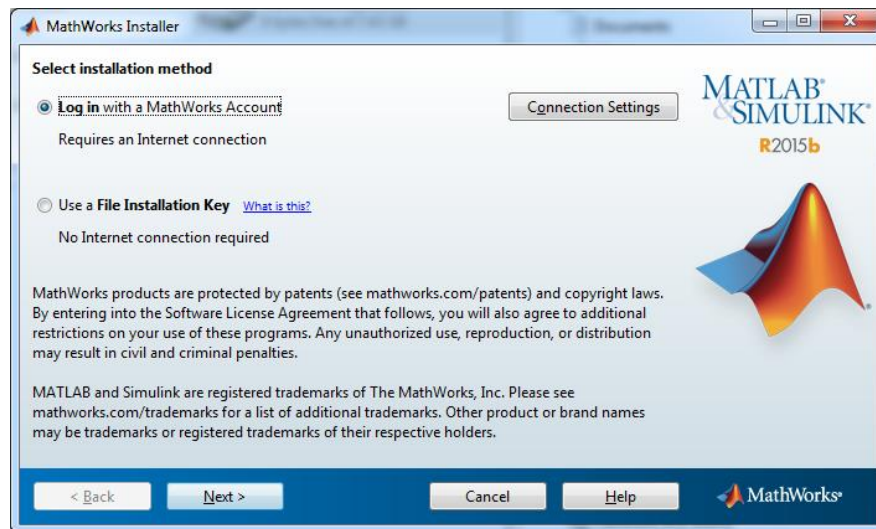 MathWorks Installer
Select installation method
Log in with a MathWorks Account
Connection Settings
Requires an Internet connection
Use a File Installation Key What is this?
No Internet connection required
MATLAB®
&SIMULINK®
R2015b
MathWorks products are protected by patents (see mathworks.com/patents) and copyright laws.
By entering into the Software License Agreement that follows, you will also agree to additional
restrictions on your use of these programs. Any unauthorized use, reproduction, or distribution
may result in civil and criminal penalties.
MATLAB and Simulink are registered trademarks of The MathWorks, Inc. Please see
mathworks.com/trademarks for a list of additional trademarks. Other product or brand names
may be trademarks or registered trademarks of their respective holders.
< Back Next > Cancel Help MathWorks®